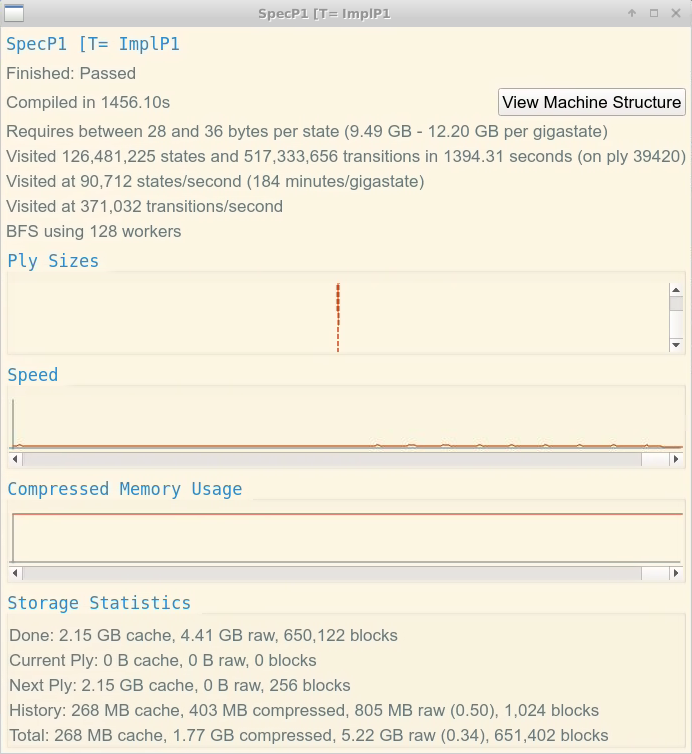 SpecP1 [T= ImplP1
SpecP1 [T= ImplP1
Finished: Passed
Compiled in 1456.10s
View Machine Structure
Requires between 28 and 36 bytes per state (9.49 GB - 12.20 GB per gigastate)
Visited 126,481,225 states and 517,333,656 transitions in 1394.31 seconds (on ply 39420)
Visited at 90,712 states/second (184 minutes/gigastate)
Visited at 371,032 transitions/second
BFS using 128 workers
Ply Sizes
Speed
Compressed Memory Usage
Storage Statistics
Done: 2.15 GB cache, 4.41 GB raw, 650,122 blocks
Current Ply: 0 B cache, 0 B raw, 0 blocks
Next Ply: 2.15 GB cache, 0 B raw, 256 blocks
History: 268 MB cache, 403 MB compressed, 805 MB raw (0.50), 1,024 blocks
Total: 268 MB cache, 1.77 GB compressed, 5.22 GB raw (0.34), 651,402 blocks